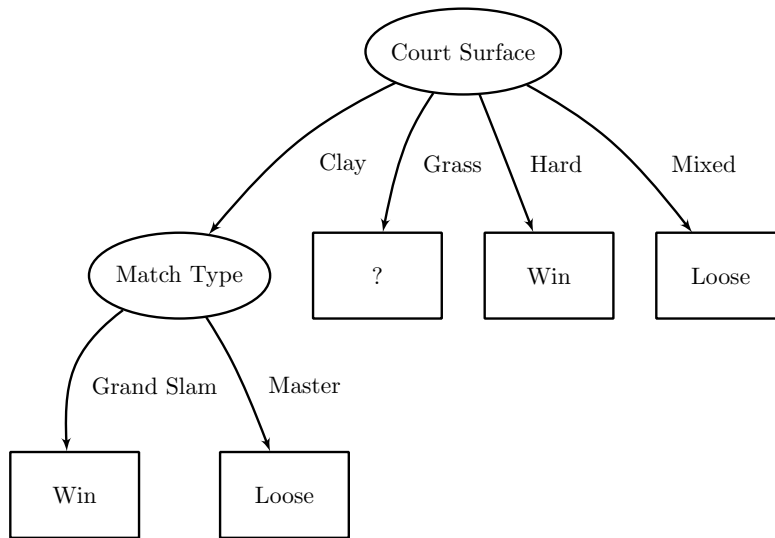 Court Surface
Clay
Grass
Hard
Mixed
Match Type
?
Win
Loose
Grand Slam
Master
Win
Loose